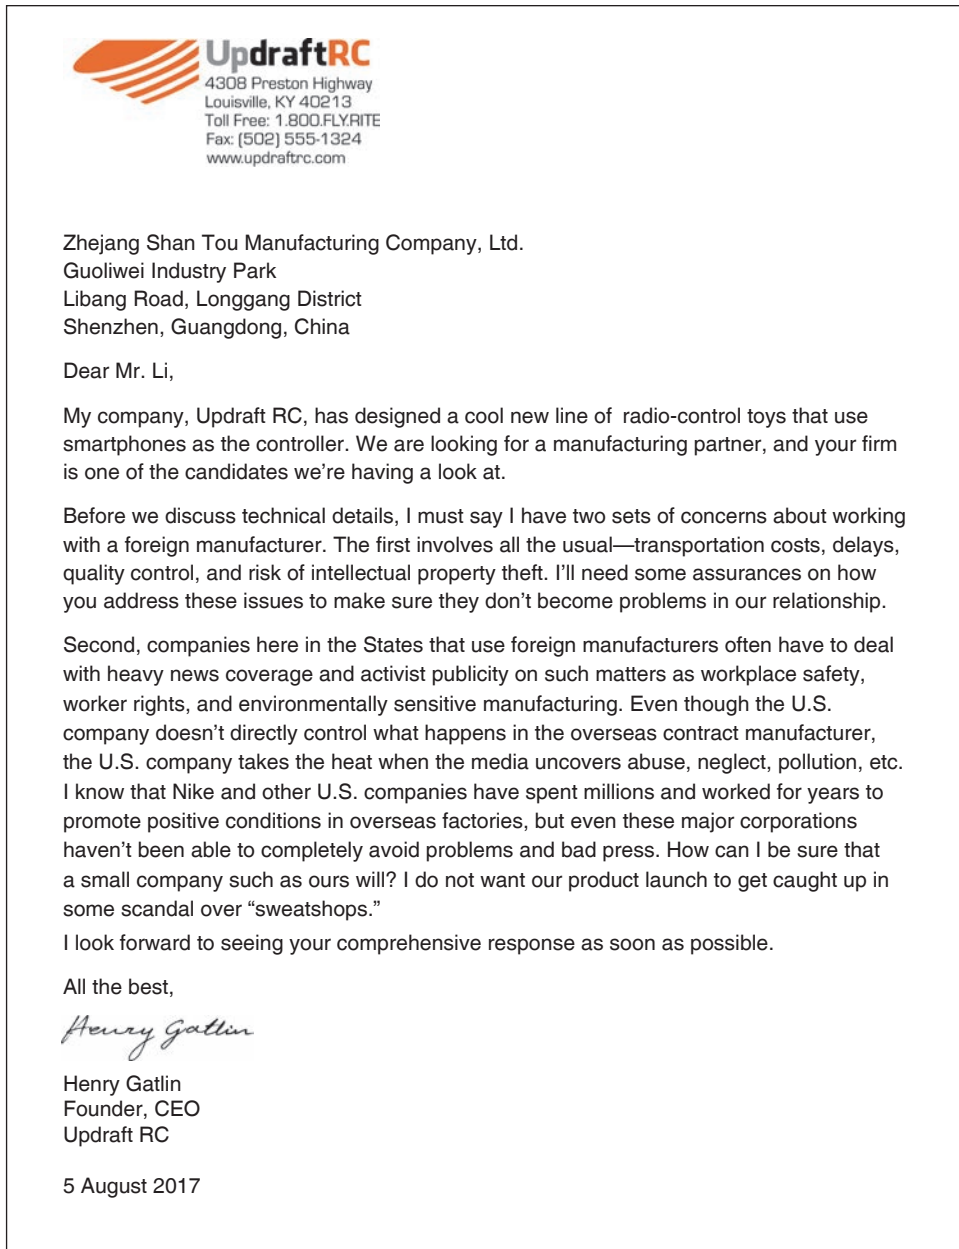 UpdraftRC
4308 Preston Highway
Louisville, KY 40213
Toll Free: 1.800.FLY.RITE
Fax: (502) 555-1324
www.updraftrc.com
Zhejang Shan Tou Manufacturing Company, Ltd.
Guoliwei Industry Park
Libang Road, Longgang District
Shenzhen, Guangdong, China
Dear Mr. Li,
My company, Updraft RC, has designed a cool new line of radio-control toys that use
smartphones as the controller. We are looking for a manufacturing partner, and your firm
is one of the candidates we’re having a look at.
Before we discuss technical details, I must say I have two sets of concerns about working
with a foreign manufacturer. The first involves all the usual—transportation costs, delays,
quality control, and risk of intellectual property theft. I’ll need some assurances on how
you address these issues to make sure they don’t become problems in our relationship.
Second, companies here in the States that use foreign manufacturers often have to deal
with heavy news coverage and activist publicity on such matters as workplace safety,
worker rights, and environmentally sensitive manufacturing. Even though the U.S.
company doesn’t directly control what happens in the overseas contract manufacturer,
the U.S. company takes the heat when the media uncovers abuse, neglect, pollution, etc.
I know that Nike and other U.S. companies have spent millions and worked for years to
promote positive conditions in overseas factories, but even these major corporations
haven’t been able to completely avoid problems and bad press. How can I be sure that
a small company such as ours will? I do not want our product launch to get caught up in
some scandal over “sweatshops.”
I look forward to seeing your comprehensive response as soon as possible.
All the best,
Henry Gatlin
Henry Gatlin
Founder, CEO
Updraft RC
5 August 2017